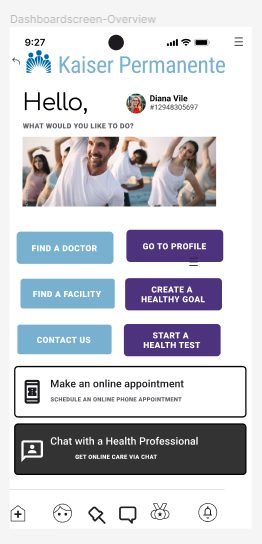 Dashboardscreen-Overview
9:27
Kaiser Permanente
Hello,
Diana Vile
#12948305697
WHAT WOULD YOU LIKE TO DO?
FIND A DOCTOR
GO TO PROFILE
FIND A FACILITY
CREATE A
HEALTHY GOAL
CONTACT US
START A
HEALTH TEST
Make an online appointment
SCHEDULE AN ONLINE PHONE APPOINTMENT
Chat with a Health Professional
GET ONLINE CARE VIA CHAT